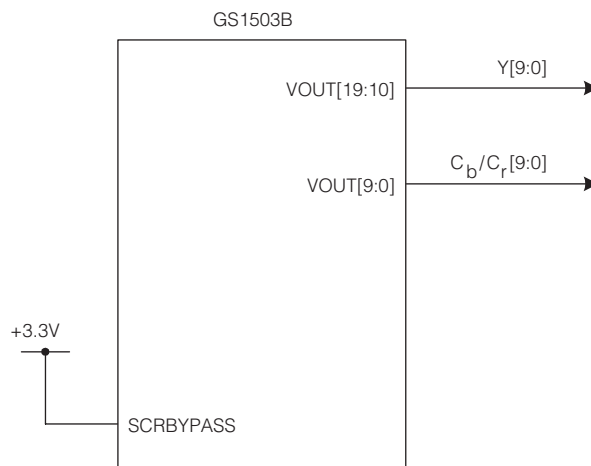 GS1503B
VOUT[19:10]
Y[9:0]
VOUT[9:0]
Cb/Cr[9:0]
+3.3V
SCRBYPASS